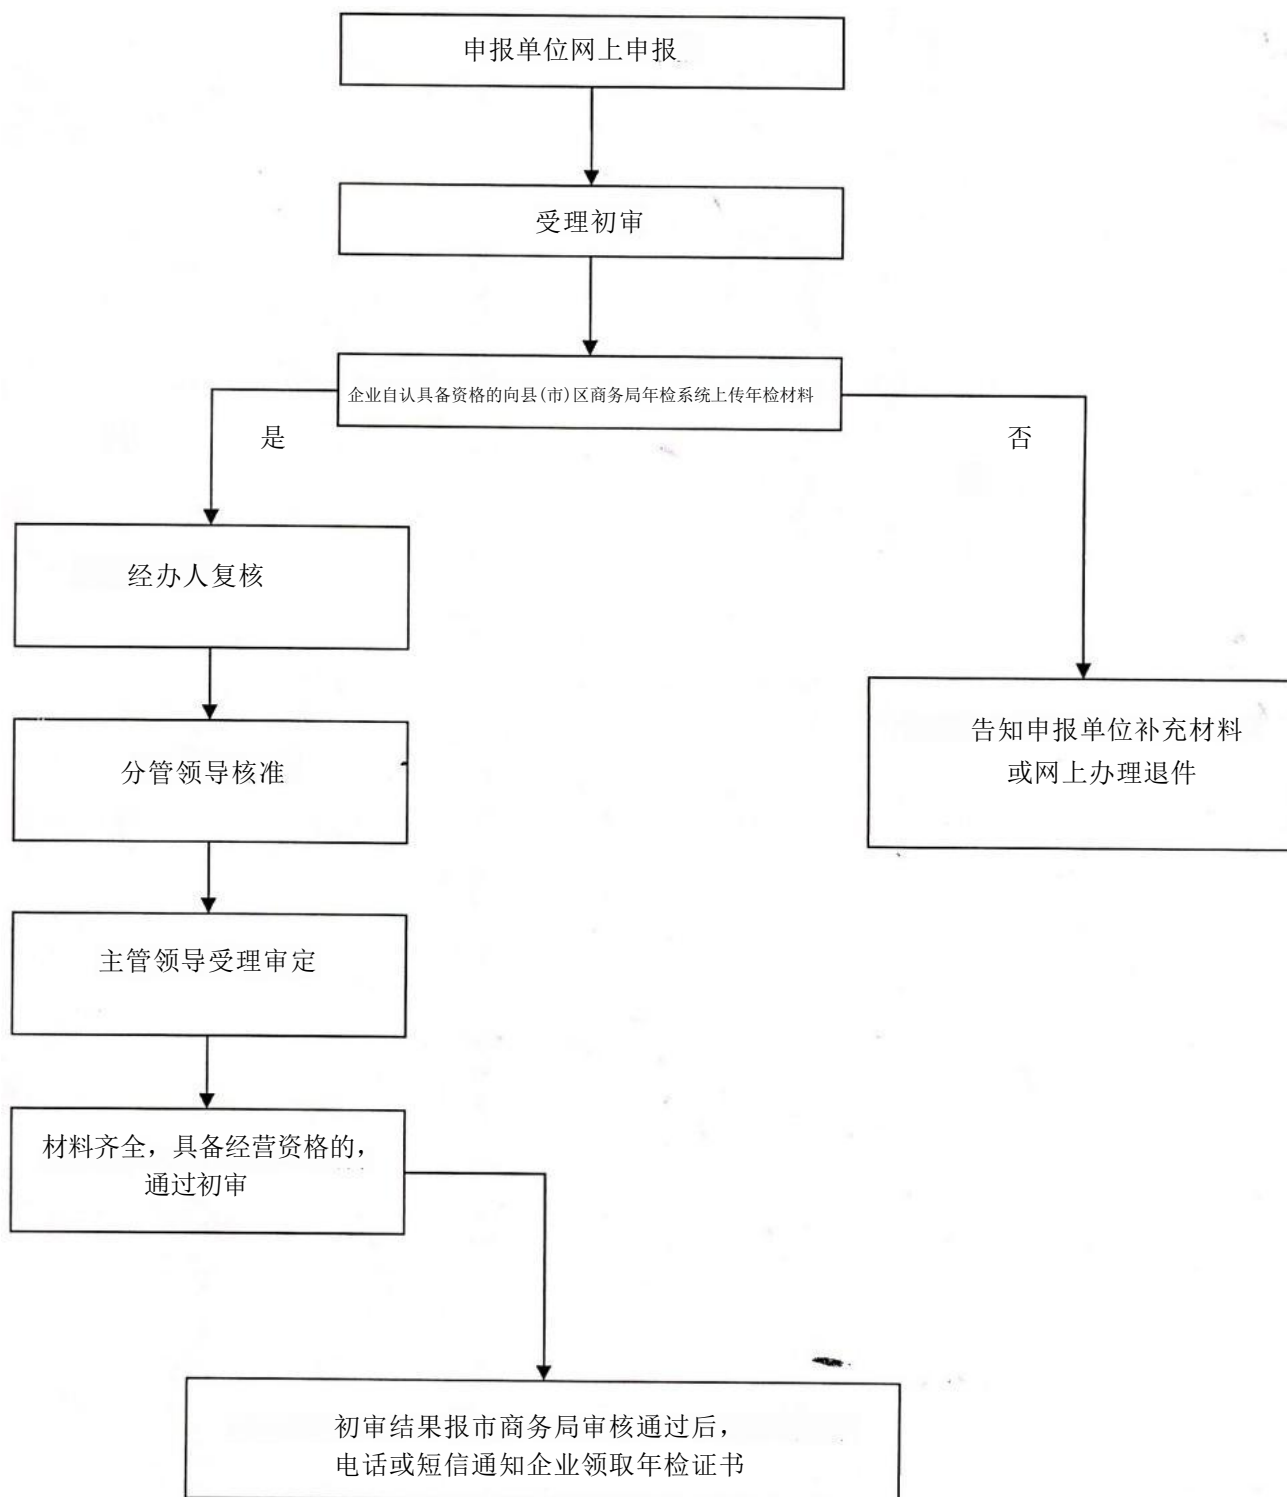 申报单位网上申报
受理初审
企业自认具备资格的向县(市)区商务局年检系统上传年检材料
是
否
经办人复核
分管领导核准
告知申报单位补充材料
或网上办理退件
主管领导受理审定
材料齐全，具备经营资格的，
通过初审
初审结果报市商务局审核通过后，
电话或短信通知企业领取年检证书